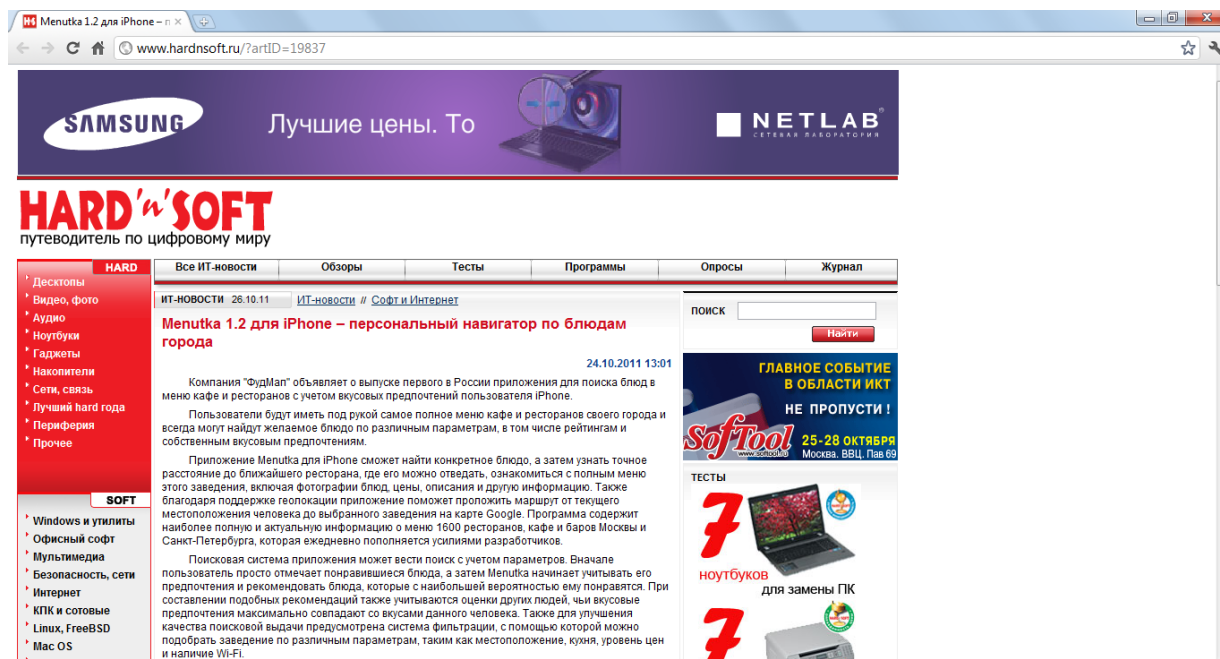 Menutka 1.2 для iPhone – п
www.hardnsoft.ru/?artID=19837
SAMSUNG
Лучшие цены. То
NETLAB
СЕТЕВАЯ ЛАБОРАТОРИЯ
HARD'n'SOFT
путеводитель по цифровому миру
HARD
Десктопы
Видео, фото
Аудио
Ноутбуки
Гаджеты
Накопители
Сети, связь
Лучший hard года
Периферия
Прочее
SOFT
Windows и утилиты
Офисный софт
Мультимедиа
Безопасность, сети
Интернет
КПК и сотовые
Linux, FreeBSD
Mac OS
Все ИТ-новости
Обзоры
Тесты
Программы
Опросы
Журнал
ИТ-НОВОСТИ 26.10.11 ИТ-новости // Софт и Интернет
Menutka 1.2 для iPhone – персональный навигатор по блюдам
города
24.10.2011 13:01
Компания "ФудМап" объявляет о выпуске первого в России приложения для поиска блюд в
меню кафе и ресторанов с учетом вкусовых предпочтений пользователя iPhone.
Пользователи будут иметь под рукой самое полное меню кафе и ресторанов своего города и
всегда могут найдут желаемое блюдо по различным параметрам, в том числе рейтингам и
собственным вкусовым предпочтениям.
Приложение Menutka для iPhone сможет найти конкретное блюдо, а затем узнать точное
расстояние до ближайшего ресторана, где его можно отведать, ознакомиться с полным меню
этого заведения, включая фотографии блюд, цены, описания и другую информацию. Также
благодаря поддержке геолокации приложение поможет проложить маршрут от текущего
местоположения человека до выбранного заведения на карте Google. Программа содержит
наиболее полную и актуальную информацию о меню 1600 ресторанов, кафе и баров Москвы и
Санкт-Петербурга, которая ежедневно пополняется усилиями разработчиков.
Поисковая система приложения может вести поиск с учетом параметров. Вначале
пользователь просто отмечает понравившиеся блюда, а затем Menutka начинает учитывать его
предпочтения и рекомендовать блюда, которые с наибольшей вероятностью ему понравятся. При
составлении подобных рекомендаций также учитываются оценки других людей, чьи вкусовые
предпочтения максимально совпадают со вкусами данного человека. Также для улучшения
качества поисковой выдачи предусмотрена система фильтрации, с помощью которой можно
подобрать заведение по различным параметрам, таким как местоположение, кухня, уровень цен
и наличие Wi-Fi.
ПОИСК
Найти
ГЛАВНОЕ СОБЫТИЕ
В ОБЛАСТИ ИКТ
НЕ ПРОПУСТИ !
SofTool
www.softool.ru
25-28 ОКТЯБРЯ
Москва. ВВЦ. Пав 69
ТЕСТЫ
7
ноутбуков
для замены ПК
7